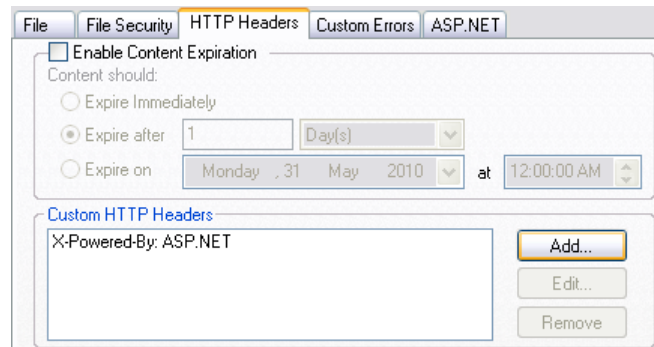 File File Security HTTP Headers Custom Errors ASP.NET
Enable Content Expiration
Content should:
Expire Immediately
Expire after 1 Day(s)
Expire on Monday , 31 May 2010 at 12:00:00 AM
Custom HTTP Headers
X-Powered-By: ASP.NET
Add...
Edit...
Remove